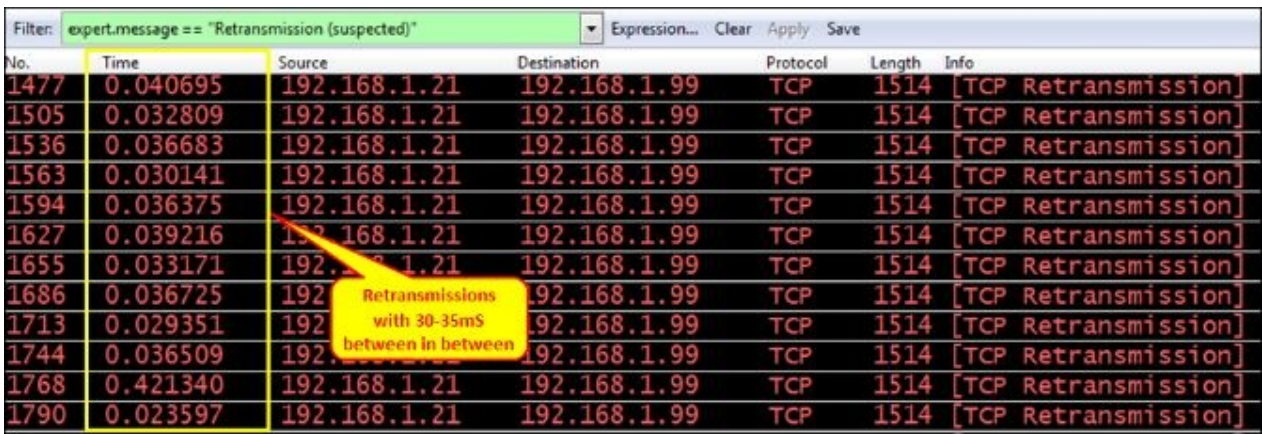 Filter: expert.message == "Retransmission (suspected)" Expression... Clear Apply Save
No. Time Source Destination Protocol Length Info
1477 0.040695 192.168.1.21 192.168.1.99 TCP 1514 [TCP Retransmission]
1505 0.032809 192.168.1.21 192.168.1.99 TCP 1514 [TCP Retransmission]
1536 0.036683 192.168.1.21 192.168.1.99 TCP 1514 [TCP Retransmission]
1563 0.030141 192.168.1.21 192.168.1.99 TCP 1514 [TCP Retransmission]
1594 0.036375 192.168.1.21 192.168.1.99 TCP 1514 [TCP Retransmission]
1627 0.039216 192.168.1.21 192.168.1.99 TCP 1514 [TCP Retransmission]
1655 0.033171 192.168.1.21 192.168.1.99 TCP 1514 [TCP Retransmission]
1686 0.036725 192 192.168.1.99 TCP 1514 [TCP Retransmission]
1713 0.029351 192 192.168.1.99 TCP 1514 [TCP Retransmission]
1744 0.036509 192 192.168.1.99 TCP 1514 [TCP Retransmission]
1768 0.421340 192.168.1.21 192.168.1.99 TCP 1514 [TCP Retransmission]
1790 0.023597 192.168.1.21 192.168.1.99 TCP 1514 [TCP Retransmission]
Retransmissions
with 30-35mS
between in between